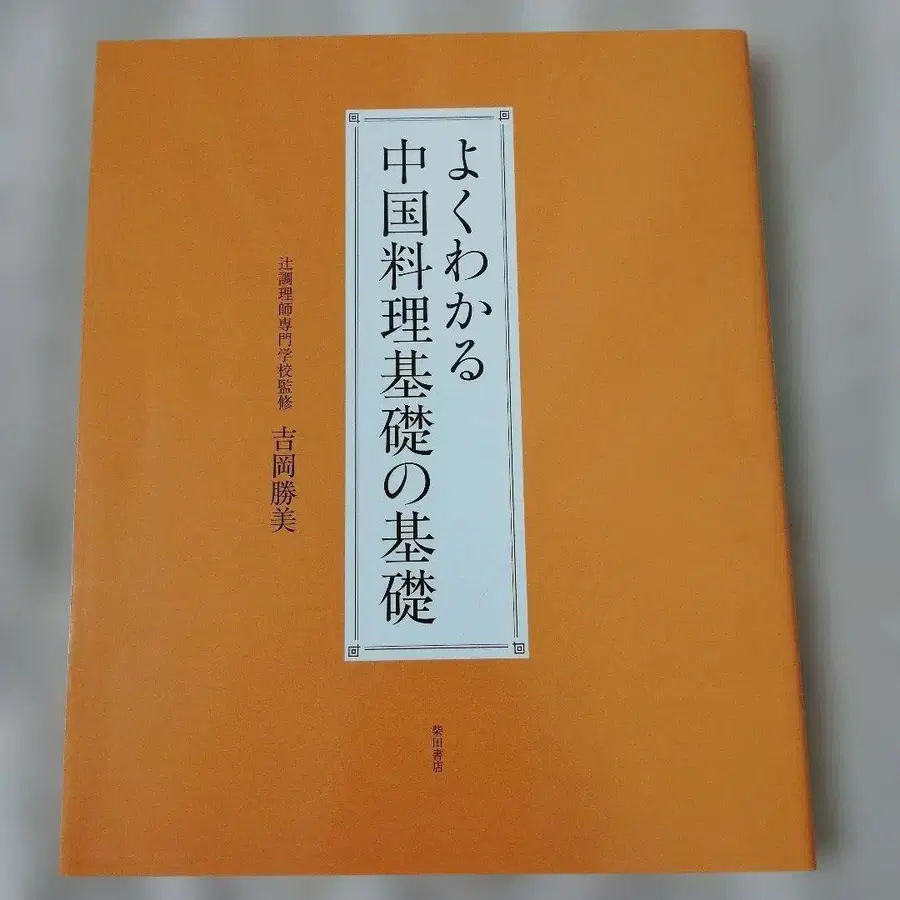 よくわかる
中国料理基礎の基礎
辻調理師専門学校監修 吉岡勝美
柴田書店